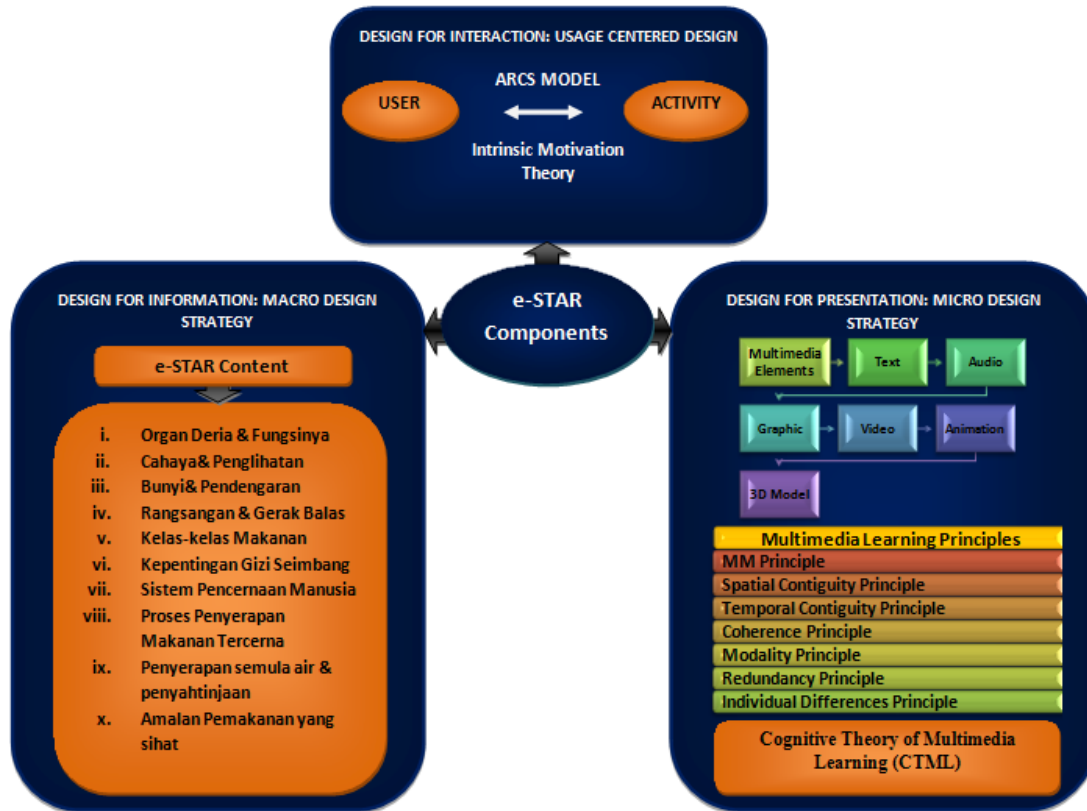 DESIGN FOR INTERACTION: USAGE CENTERED DESIGN
ARCS MODEL
USER
ACTIVITY
Intrinsic Motivation
Theory
e-STAR
Components
DESIGN FOR INFORMATION: MACRO DESIGN
STRATEGY
e-STAR Content
i. Organ Deria & Fungsinya
ii. Cahaya& Penglihatan
iii. Bunyi& Pendengaran
iv. Rangsangan & Gerak Balas
v. Kelas-kelas Makanan
vi. Kepentingan Gizi Seimbang
vii. Sistem Pencernaan Manusia
viii. Proses Penyerapan
Makanan Tercerna
ix. Penyerapan semula air &
penyahtinjaan
x. Amalan Pemakanan yang
sihat
DESIGN FOR PRESENTATION: MICRO DESIGN
STRATEGY
Multimedia
Elements
Text
Audio
Graphic
Video
Animation
3D Model
Multimedia Learning Principles
MM Principle
Spatial Contiguity Principle
Temporal Contiguity Principle
Coherence Principle
Modality Principle
Redundancy Principle
Individual Differences Principle
Cognitive Theory of Multimedia
Learning (CTML)